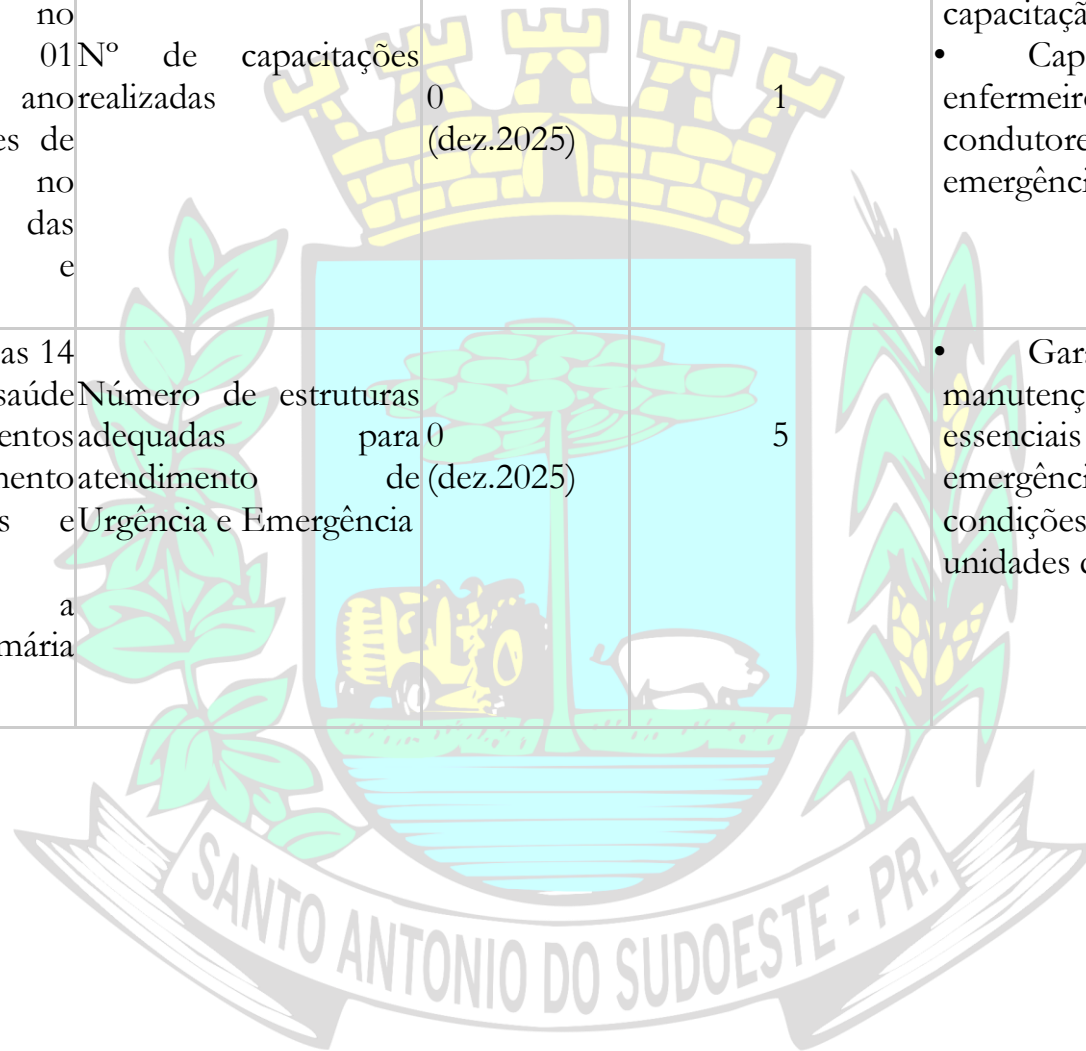 no
01
ano
es de
no
das
e
Nº de capacitações
realizadas
0
(dez.2025)
1
capacitaçã
• Cap
enfermeir
condutore
emergênci
as 14
saúde
entos
mento
s e
a
mária
Número de estruturas
adequadas para
atendimento de
Urgência e Emergência
0
(dez.2025)
5
• Gara
manutenç
essenciais
emergênci
condições
unidades
SANTO ANTONIO DO SUDOESTE - PR.